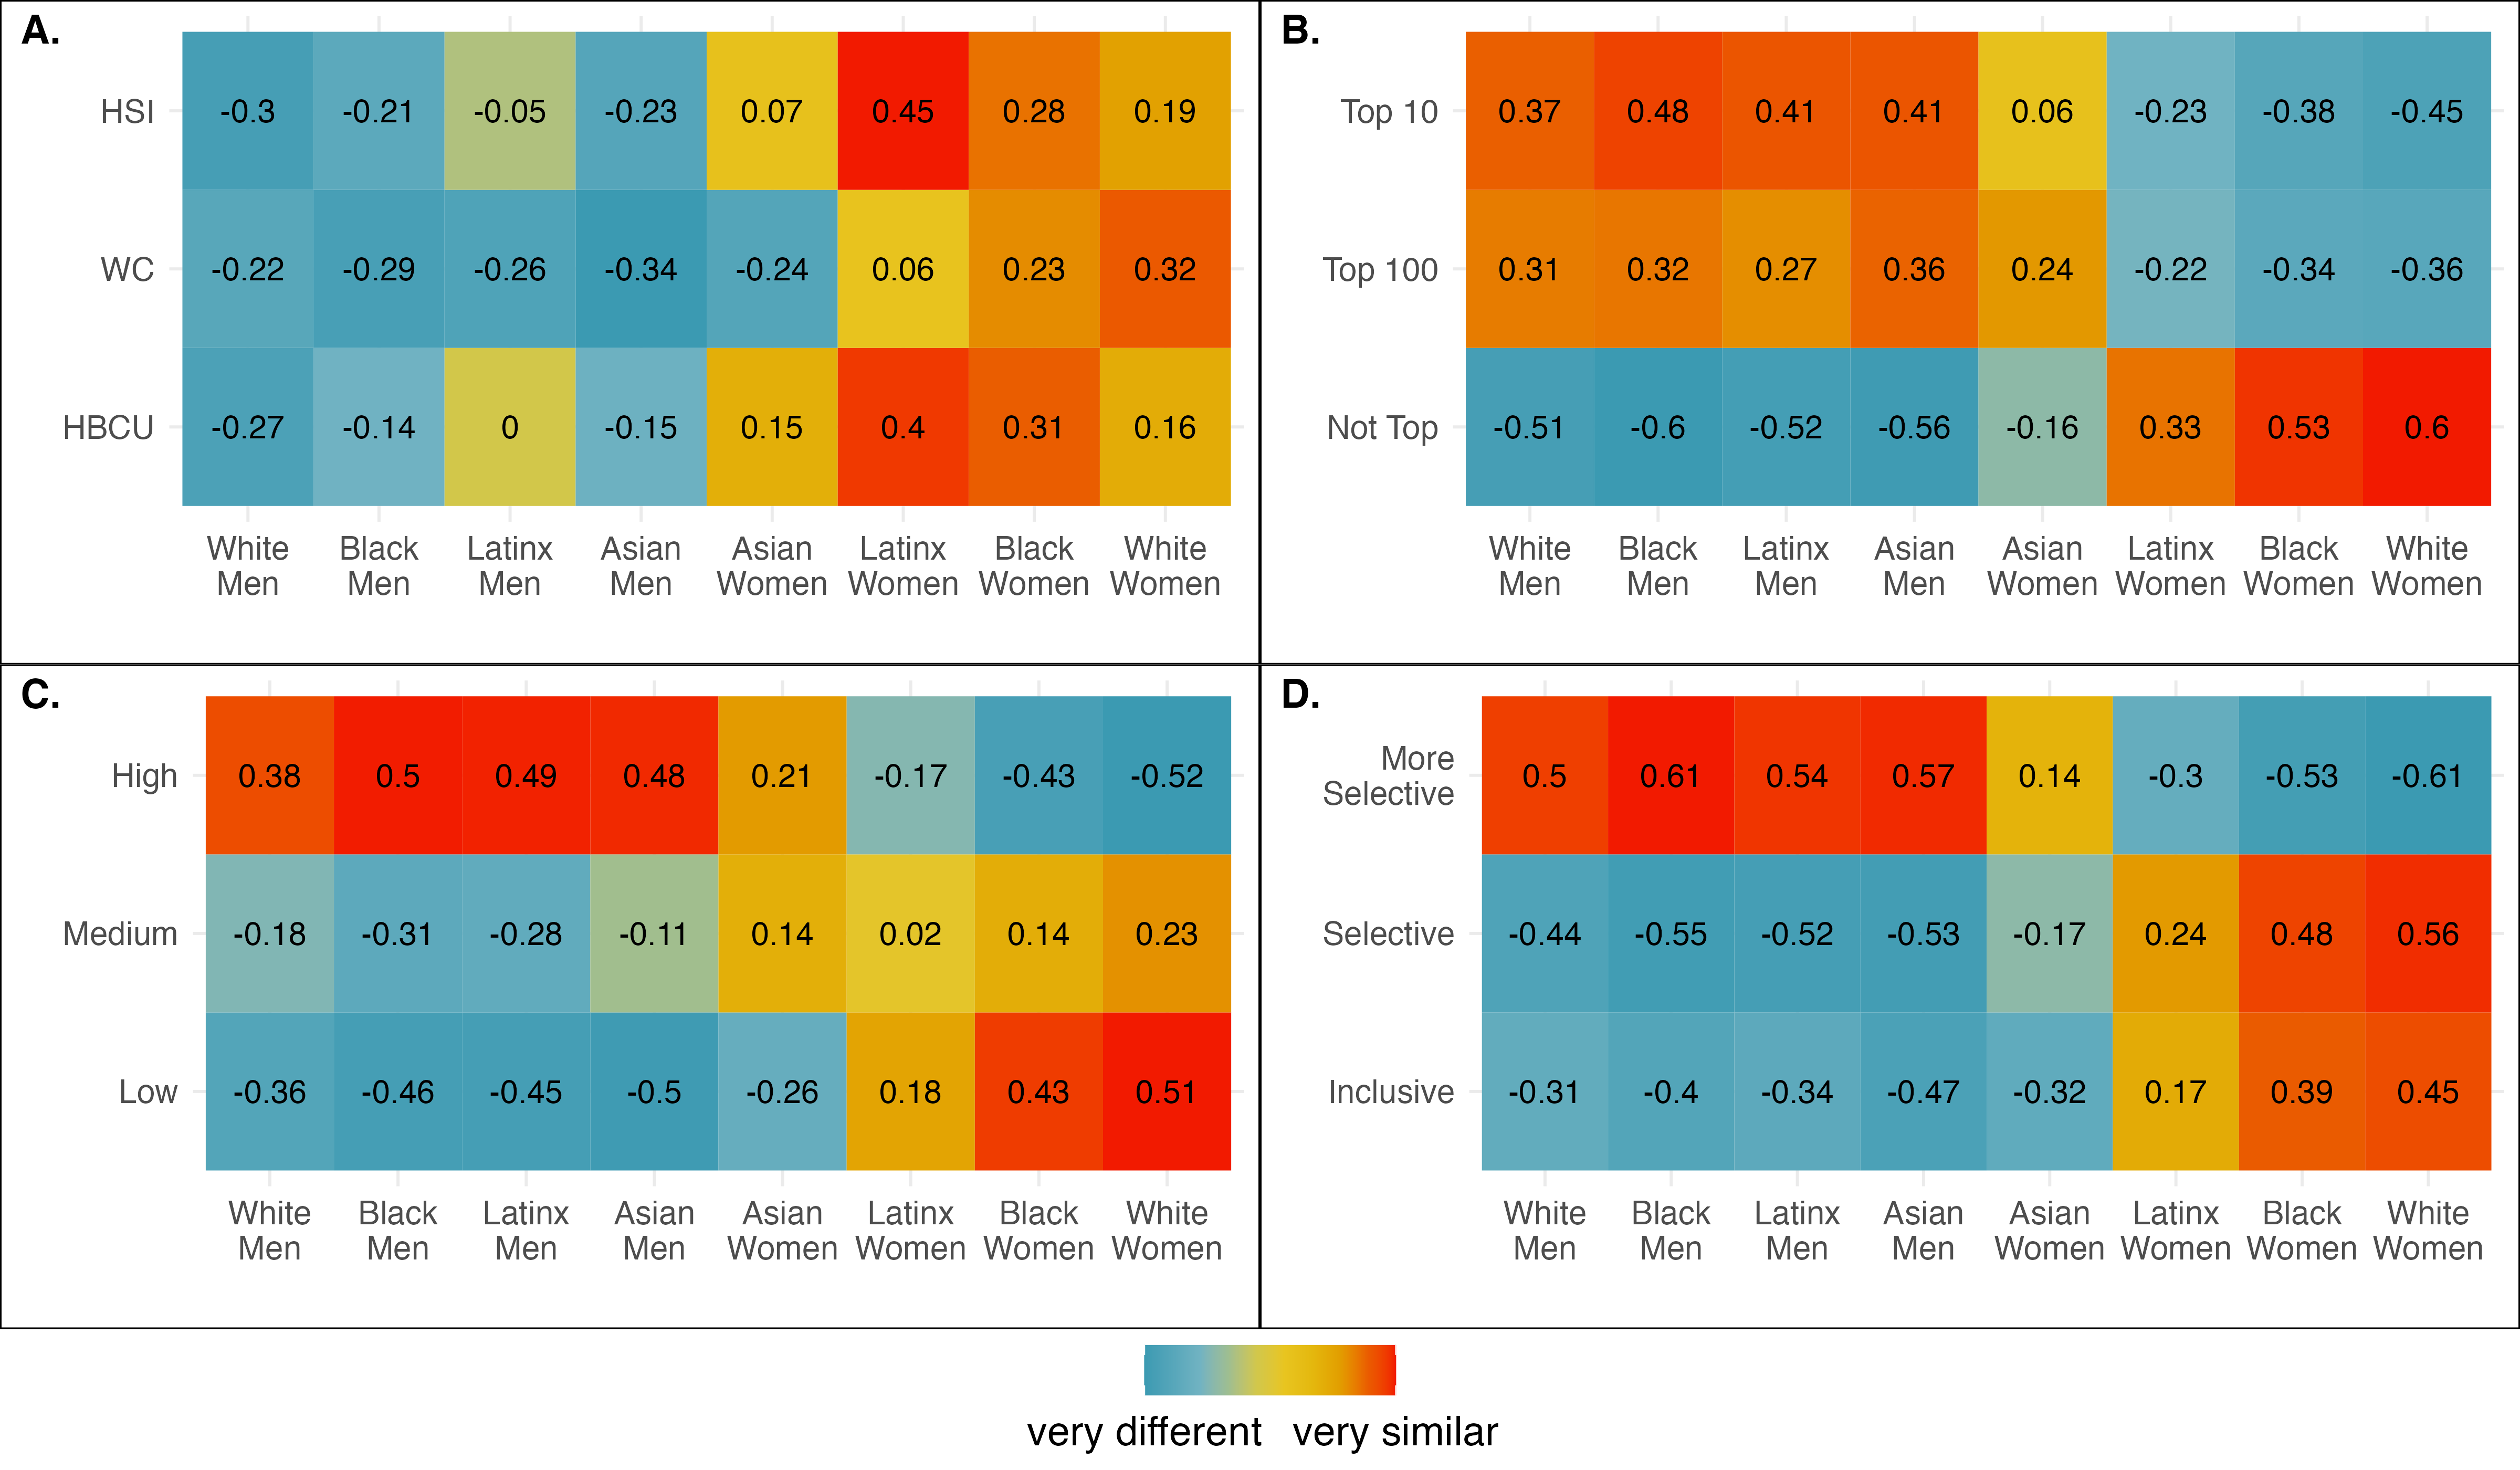 A.
HSI -0.3 -0.21 -0.05 -0.23 0.07 0.45 0.28 0.19
WC -0.22 -0.29 -0.26 -0.34 -0.24 0.06 0.23 0.32
HBCU -0.27 -0.14 0 -0.15 0.15 0.4 0.31 0.16
White Black Latinx Asian Asian Latinx Black White
Men Men Men Men Women Women Women Women
B.
Top 10 0.37 0.48 0.41 0.41 0.06 -0.23 -0.38 -0.45
Top 100 0.31 0.32 0.27 0.36 0.24 -0.22 -0.34 -0.36
Not Top -0.51 -0.6 -0.52 -0.56 -0.16 0.33 0.53 0.6
White Black Latinx Asian Asian Latinx Black White
Men Men Men Men Women Women Women Women
C.
High 0.38 0.5 0.49 0.48 0.21 -0.17 -0.43 -0.52
Medium -0.18 -0.31 -0.28 -0.11 0.14 0.02 0.14 0.23
Low -0.36 -0.46 -0.45 -0.5 -0.26 0.18 0.43 0.51
White Black Latinx Asian Asian Latinx Black White
Men Men Men Men Women Women Women Women
D.
More
Selective 0.5 0.61 0.54 0.57 0.14 -0.3 -0.53 -0.61
Selective -0.44 -0.55 -0.52 -0.53 -0.17 0.24 0.48 0.56
Inclusive -0.31 -0.4 -0.34 -0.47 -0.32 0.17 0.39 0.45
White Black Latinx Asian Asian Latinx Black White
Men Men Men Men Women Women Women Women
very different very similar